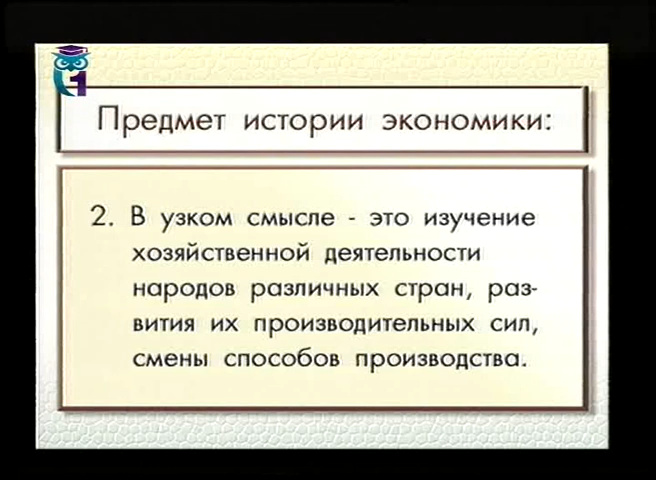 1
Предмет истории экономики:
2. В узком смысле - это изучение
хозяйственной деятельности
народов различных стран, раз-
вития их производительных сил,
смены способов производства.